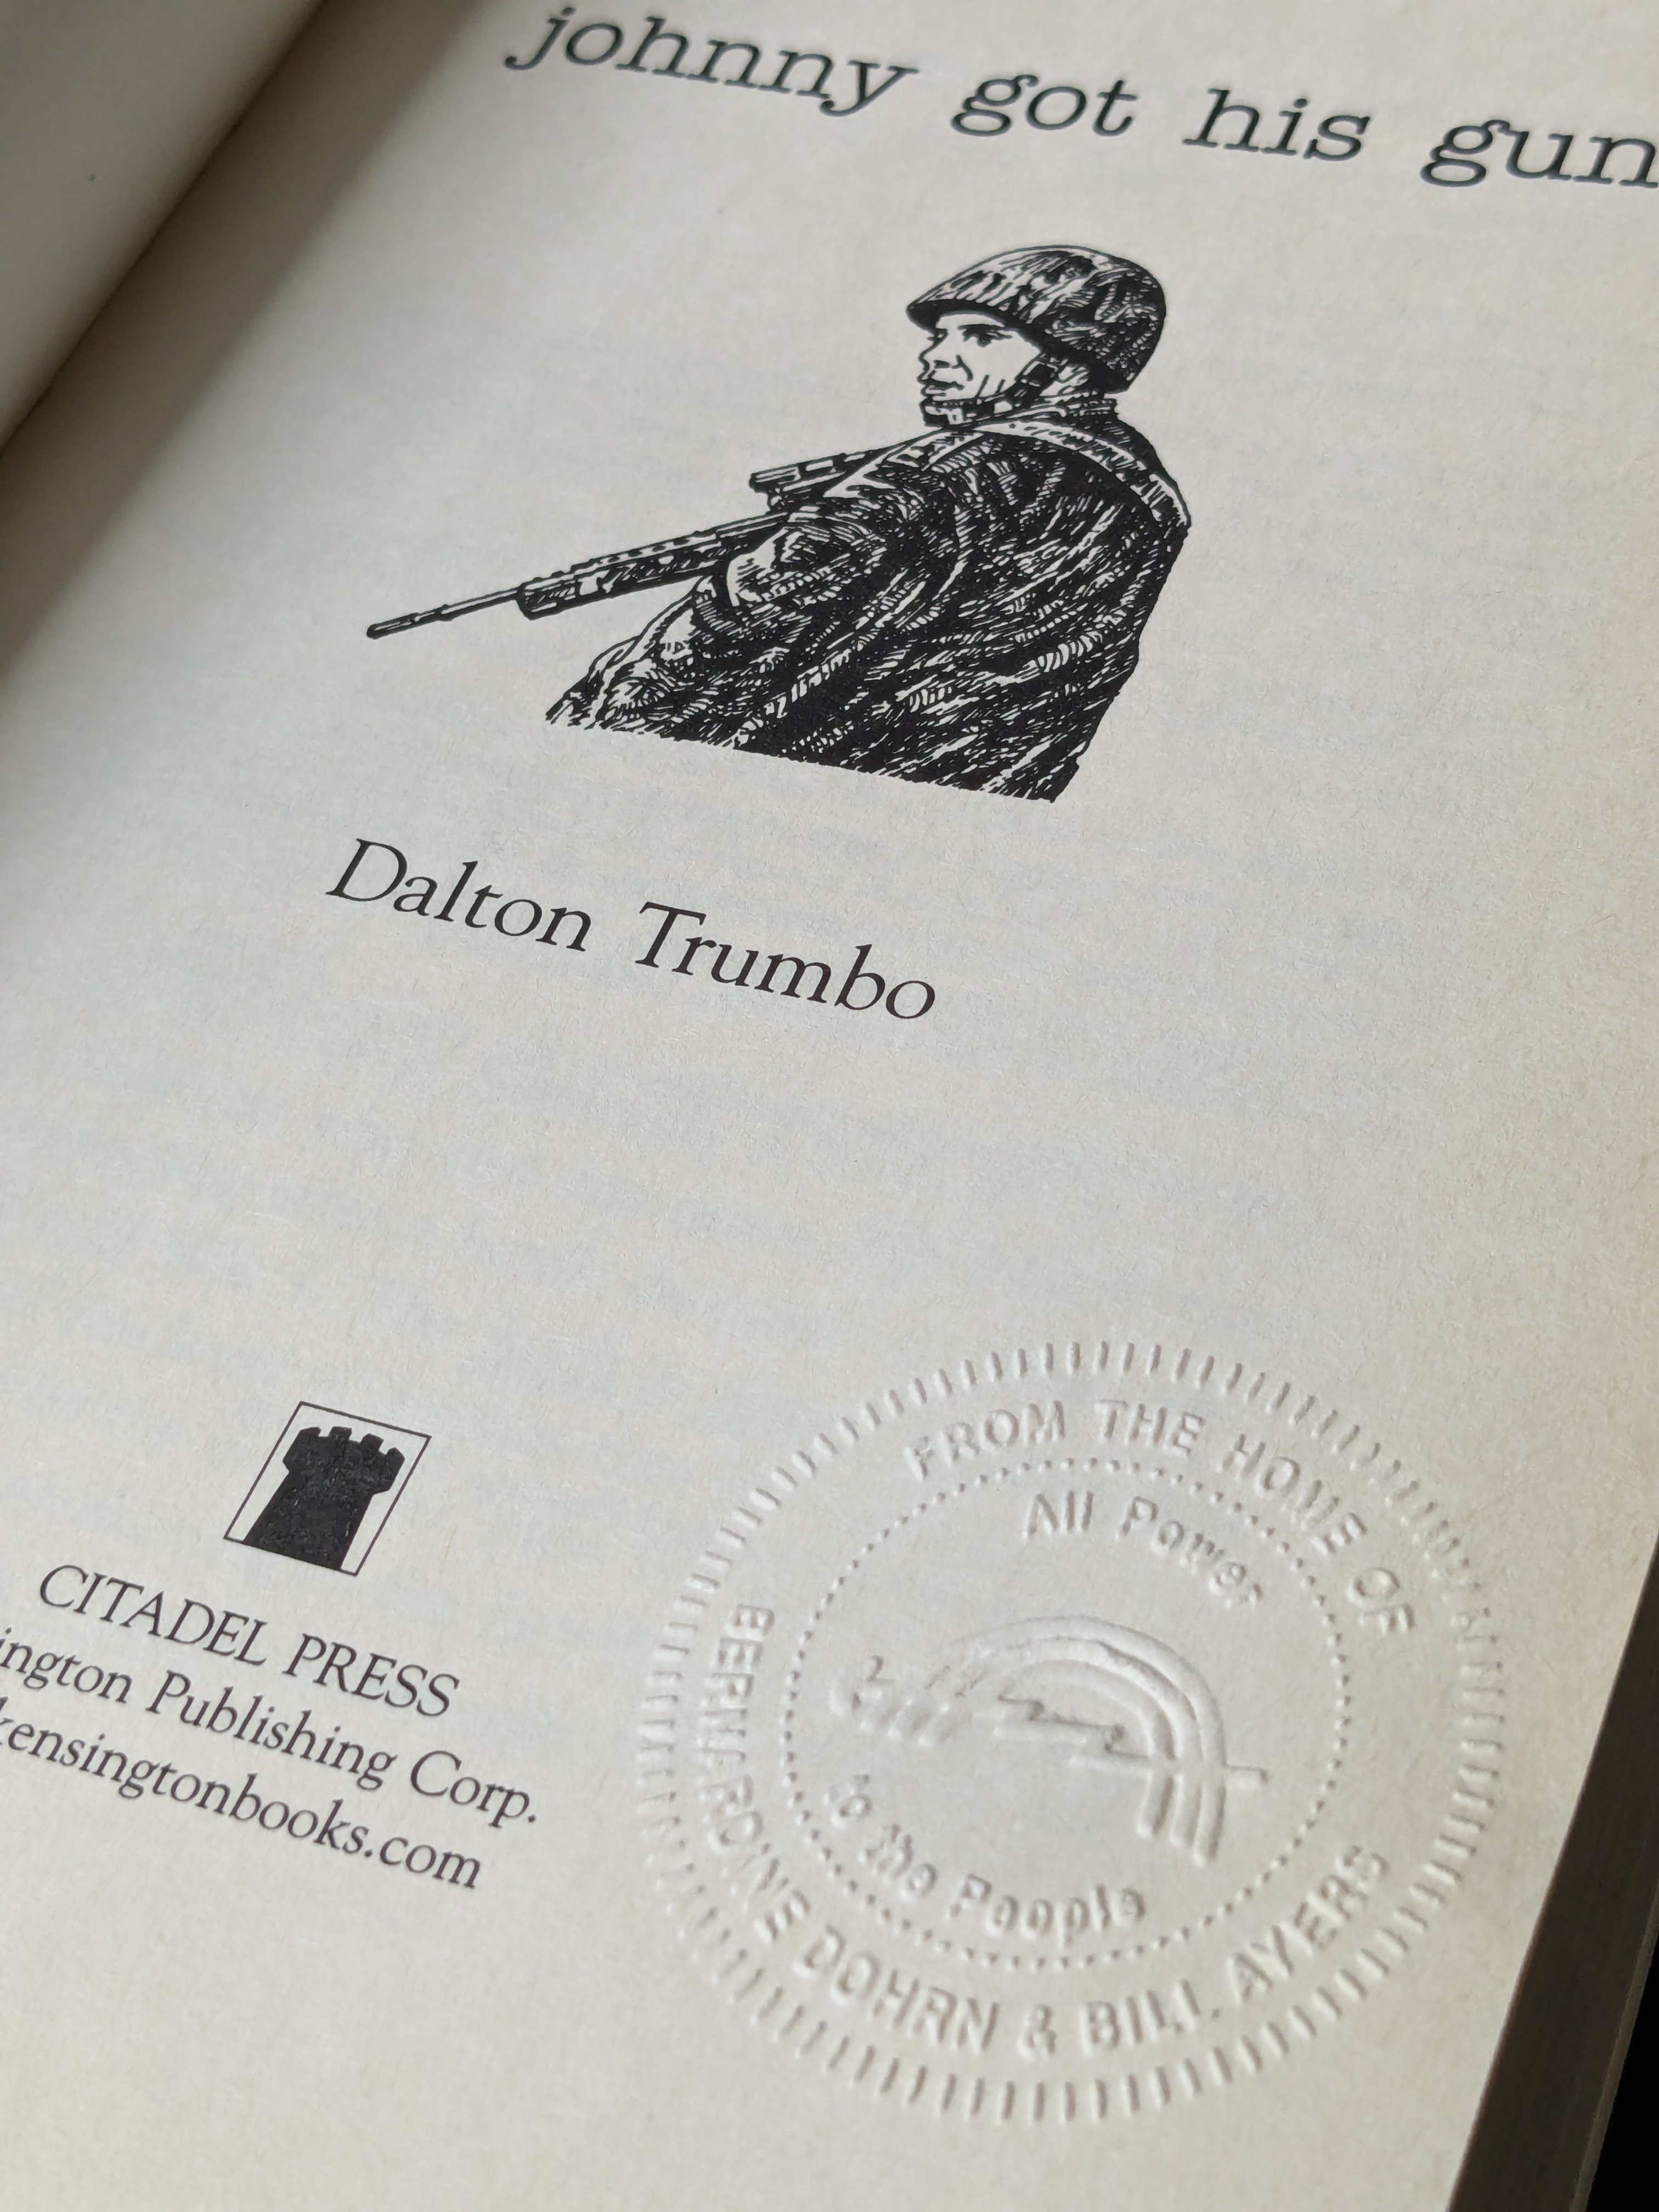 johnny got his gun
Dalton Trumbo
CITADEL PRESS
ington Publishing Corp.
kensingtonbooks.com
FROM THE HOME OF
All Power
to the People
BERNARDINE DOHRN & BILL AYERS